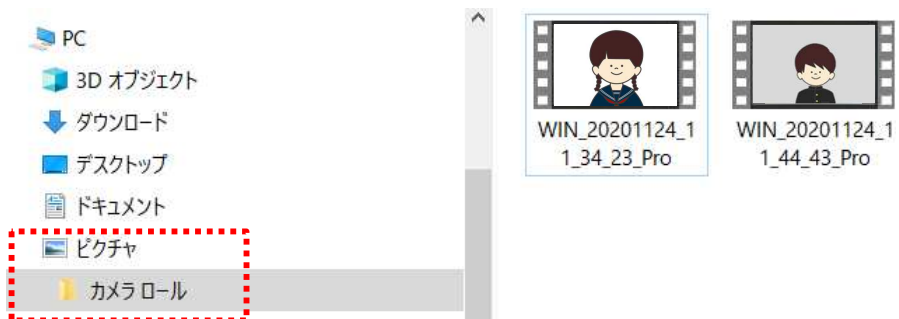 PC
3D オブジェクト
ダウンロード
デスクトップ
ドキュメント
ピクチャ
カメラ ロール
WIN_20201124_1
1_34_23_Pro
WIN_20201124_1
1_44_43_Pro